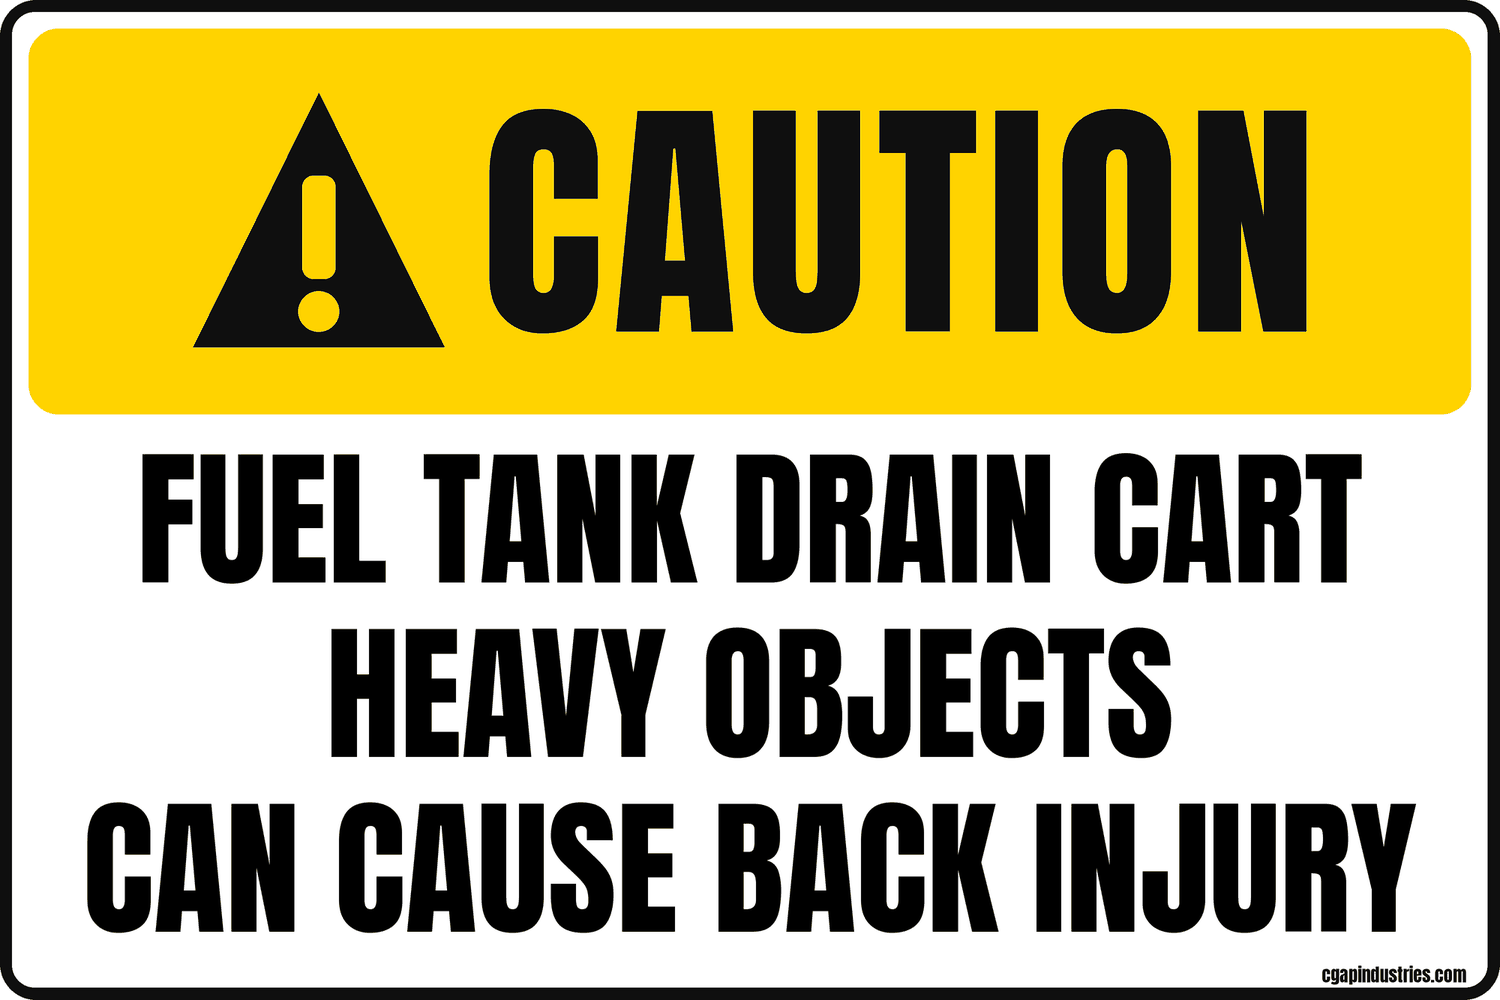 CAUTION
FUEL TANK DRAIN CART
HEAVY OBJECTS
CAN CAUSE BACK INJURY
cgapindustries.com